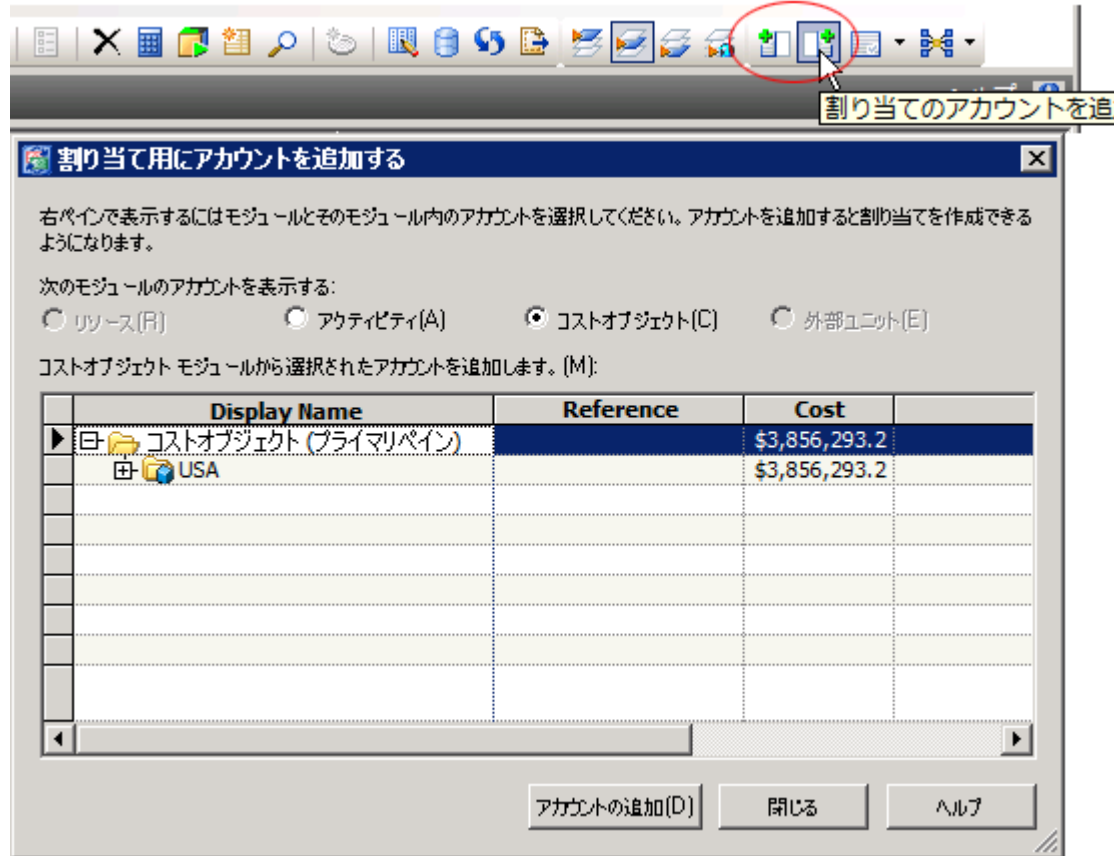 割り当てのアカウントを追
割り当て用にアカウントを追加する
右ペインで表示するにはモジュールとそのモジュール内のアカウントを選択してください。アカウントを追加すると割り当てを作成できる
ようになります。
次のモジュールのアカウントを表示する:
リソース(R) アクティビティ(A) コストオブジェクト(C) 外部ユニット(E)
コストオブジェクト モジュールから選択されたアカウントを追加します。(M):
Display Name Reference Cost
コストオブジェクト (プライマリペイン) $3,856,293.2
USA $3,856,293.2
アカウントの追加(D) 閉じる ヘルプ